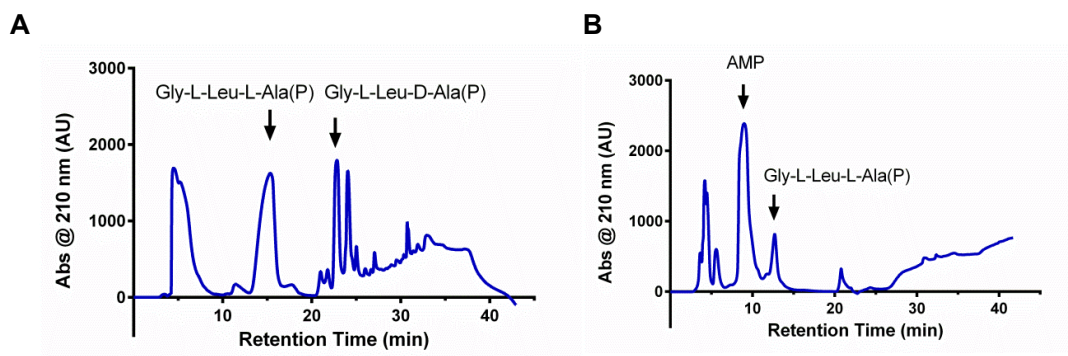 A
Abs @ 210 nm (AU)
3000
2000
1000
0
Gly-L-Leu-L-Ala(P) Gly-L-Leu-D-Ala(P)
10 20 30 40
Retention Time (min)
B
Abs @ 210 nm (AU)
3000
2000
1000
0
AMP
Gly-L-Leu-L-Ala(P)
10 20 30 40
Retention Time (min)